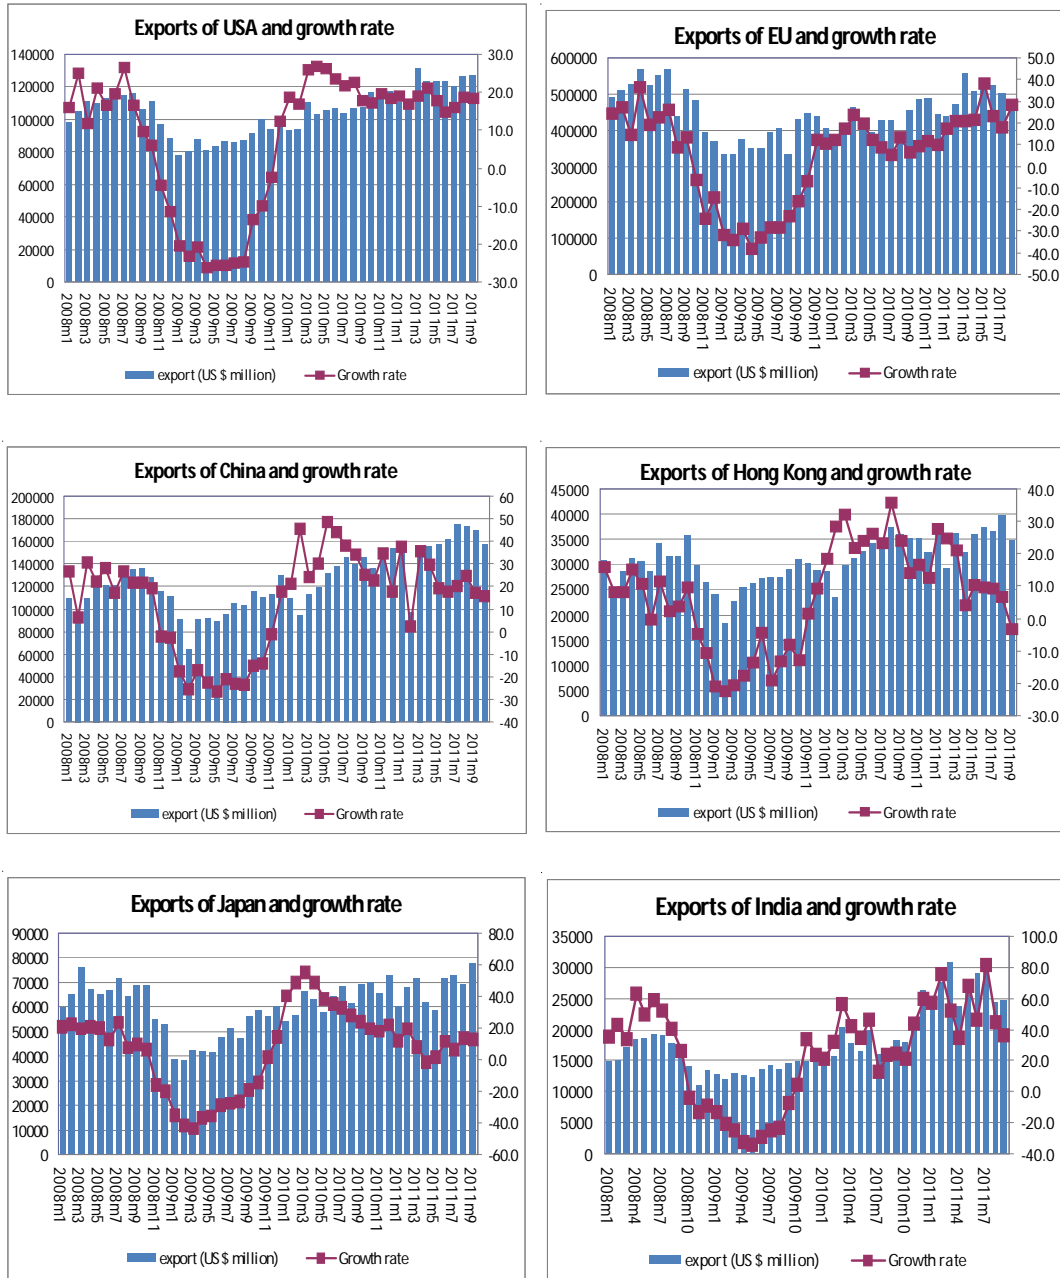 Exports of USA and growth rate
140000
120000
100000
80000
60000
40000
20000
0
30.0
20.0
10.0
0.0
-10.0
-20.0
-30.0
2008m1
2008m3
2008m5
2008m7
2008m9
2008m11
2009m1
2009m3
2009m5
2009m7
2009m9
2009m11
2010m1
2010m3
2010m5
2010m7
2010m9
2010m11
2011m1
2011m3
2011m5
2011m7
2011m9
export (US $ million) Growth rate
Exports of EU and growth rate
600000
500000
400000
300000
200000
100000
0
50.0
40.0
30.0
20.0
10.0
0.0
-10.0
-20.0
-30.0
-40.0
-50.0
2008m1
2008m3
2008m5
2008m7
2008m9
2008m11
2009m1
2009m3
2009m5
2009m7
2009m9
2009m11
2010m1
2010m3
2010m5
2010m7
2010m9
2010m11
2011m1
2011m3
2011m5
2011m7
export (US $ million) Growth rate
Exports of China and growth rate
200000
180000
160000
140000
120000
100000
80000
60000
40000
20000
0
60
50
40
30
20
10
0
-10
-20
-30
-40
2008m1
2008m3
2008m5
2008m7
2008m9
2008m11
2009m1
2009m3
2009m5
2009m7
2009m9
2009m11
2010m1
2010m3
2010m5
2010m7
2010m9
2010m11
2011m1
2011m3
2011m5
2011m7
2011m9
export (US $ million) Growth rate
Exports of Hong Kong and growth rate
45000
40000
35000
30000
25000
20000
15000
10000
5000
0
40.0
30.0
20.0
10.0
0.0
-10.0
-20.0
-30.0
2008m1
2008m3
2008m5
2008m7
2008m9
2008m11
2009m1
2009m3
2009m5
2009m7
2009m9
2009m11
2010m1
2010m3
2010m5
2010m7
2010m9
2010m11
2011m1
2011m3
2011m5
2011m7
2011m9
export (US $ million) Growth rate
Exports of Japan and growth rate
90000
80000
70000
60000
50000
40000
30000
20000
10000
0
80.0
60.0
40.0
20.0
0.0
-20.0
-40.0
-60.0
2008m1
2008m3
2008m5
2008m7
2008m9
2008m11
2009m1
2009m3
2009m5
2009m7
2009m9
2009m11
2010m1
2010m3
2010m5
2010m7
2010m9
2010m11
2011m1
2011m3
2011m5
2011m7
2011m9
export (US $ million) Growth rate
Exports of India and growth rate
35000
30000
25000
20000
15000
10000
5000
0
100.0
80.0
60.0
40.0
20.0
0.0
-20.0
-40.0
2008m1
2008m4
2008m7
2008m10
2009m1
2009m4
2009m7
2009m10
2010m1
2010m4
2010m7
2010m10
2011m1
2011m4
2011m7
export (US $ million) Growth rate